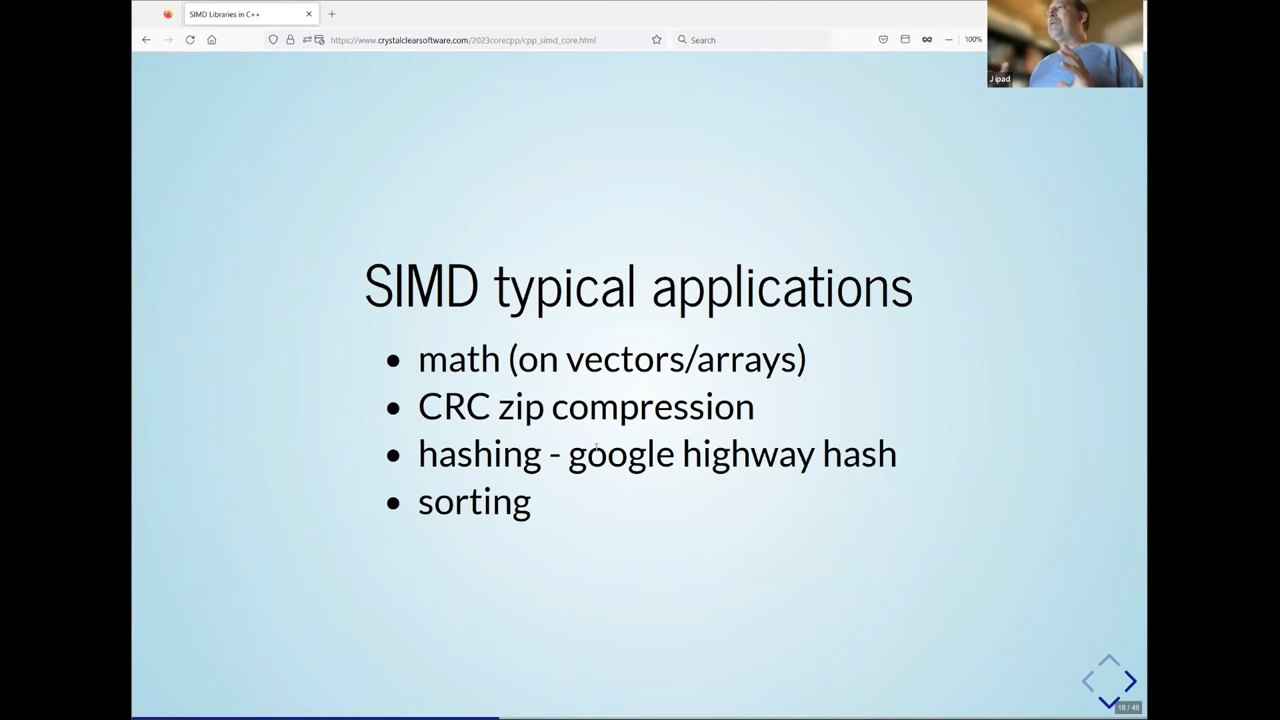 SIMD Libraries in C++
https://www.crystalclearsoftware.com/2023corecpp/cpp_simd_core.html
Search
100%
J ipad
SIMD typical applications
math (on vectors/arrays)
CRC zip compression
hashing - google highway hash
sorting
18 / 48